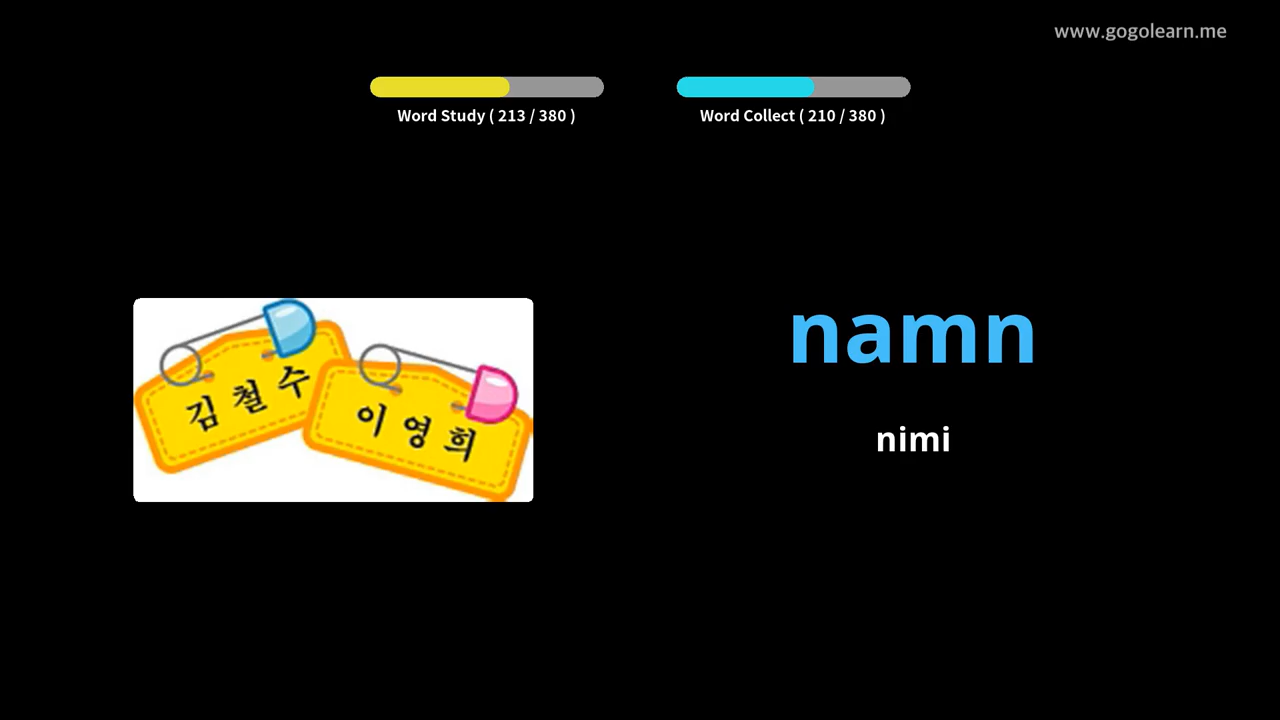 www.gogolearn.me
Word Study ( 213 / 380 )
Word Collect ( 210 / 380 )
김철수
이영희
namn
nimi